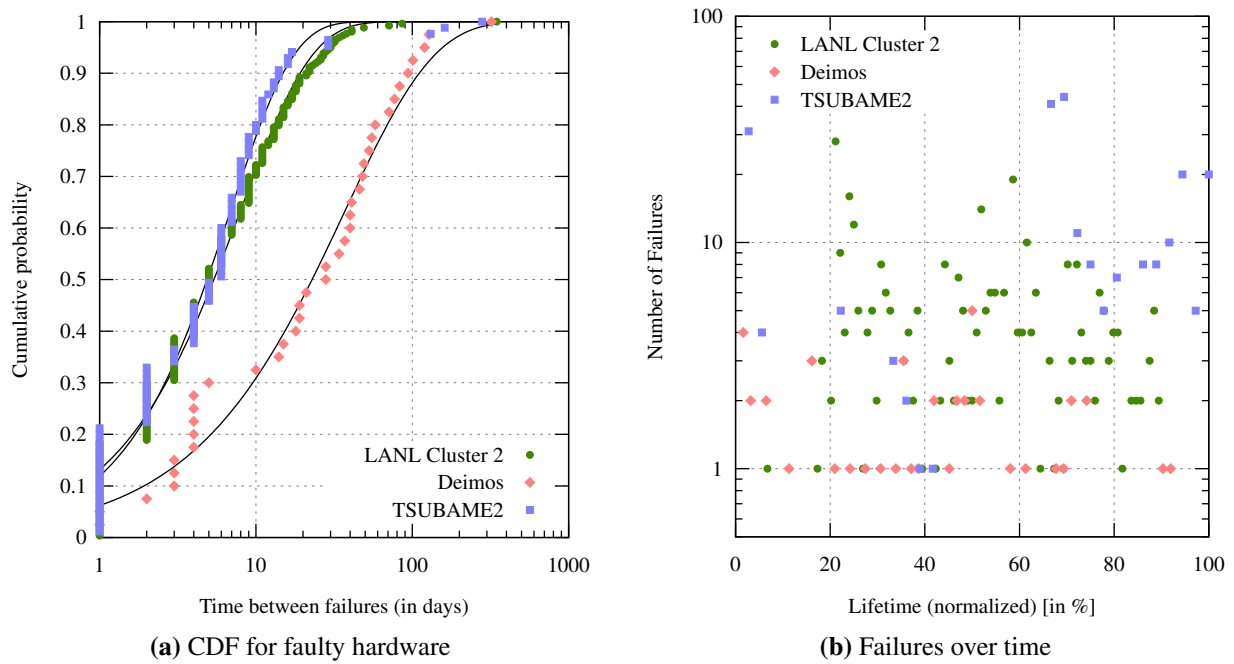 1
0.9
0.8
0.7
0.6
0.5
0.4
0.3
0.2
0.1
0
Cumulative probability
LANL Cluster 2
Deimos
TSUBAME2
1 10 100 1000
Time between failures (in days)
(a) CDF for faulty hardware
100
10
1
Number of Failures
LANL Cluster 2
Deimos
TSUBAME2
0 20 40 60 80 100
Lifetime (normalized) [in %]
(b) Failures over time